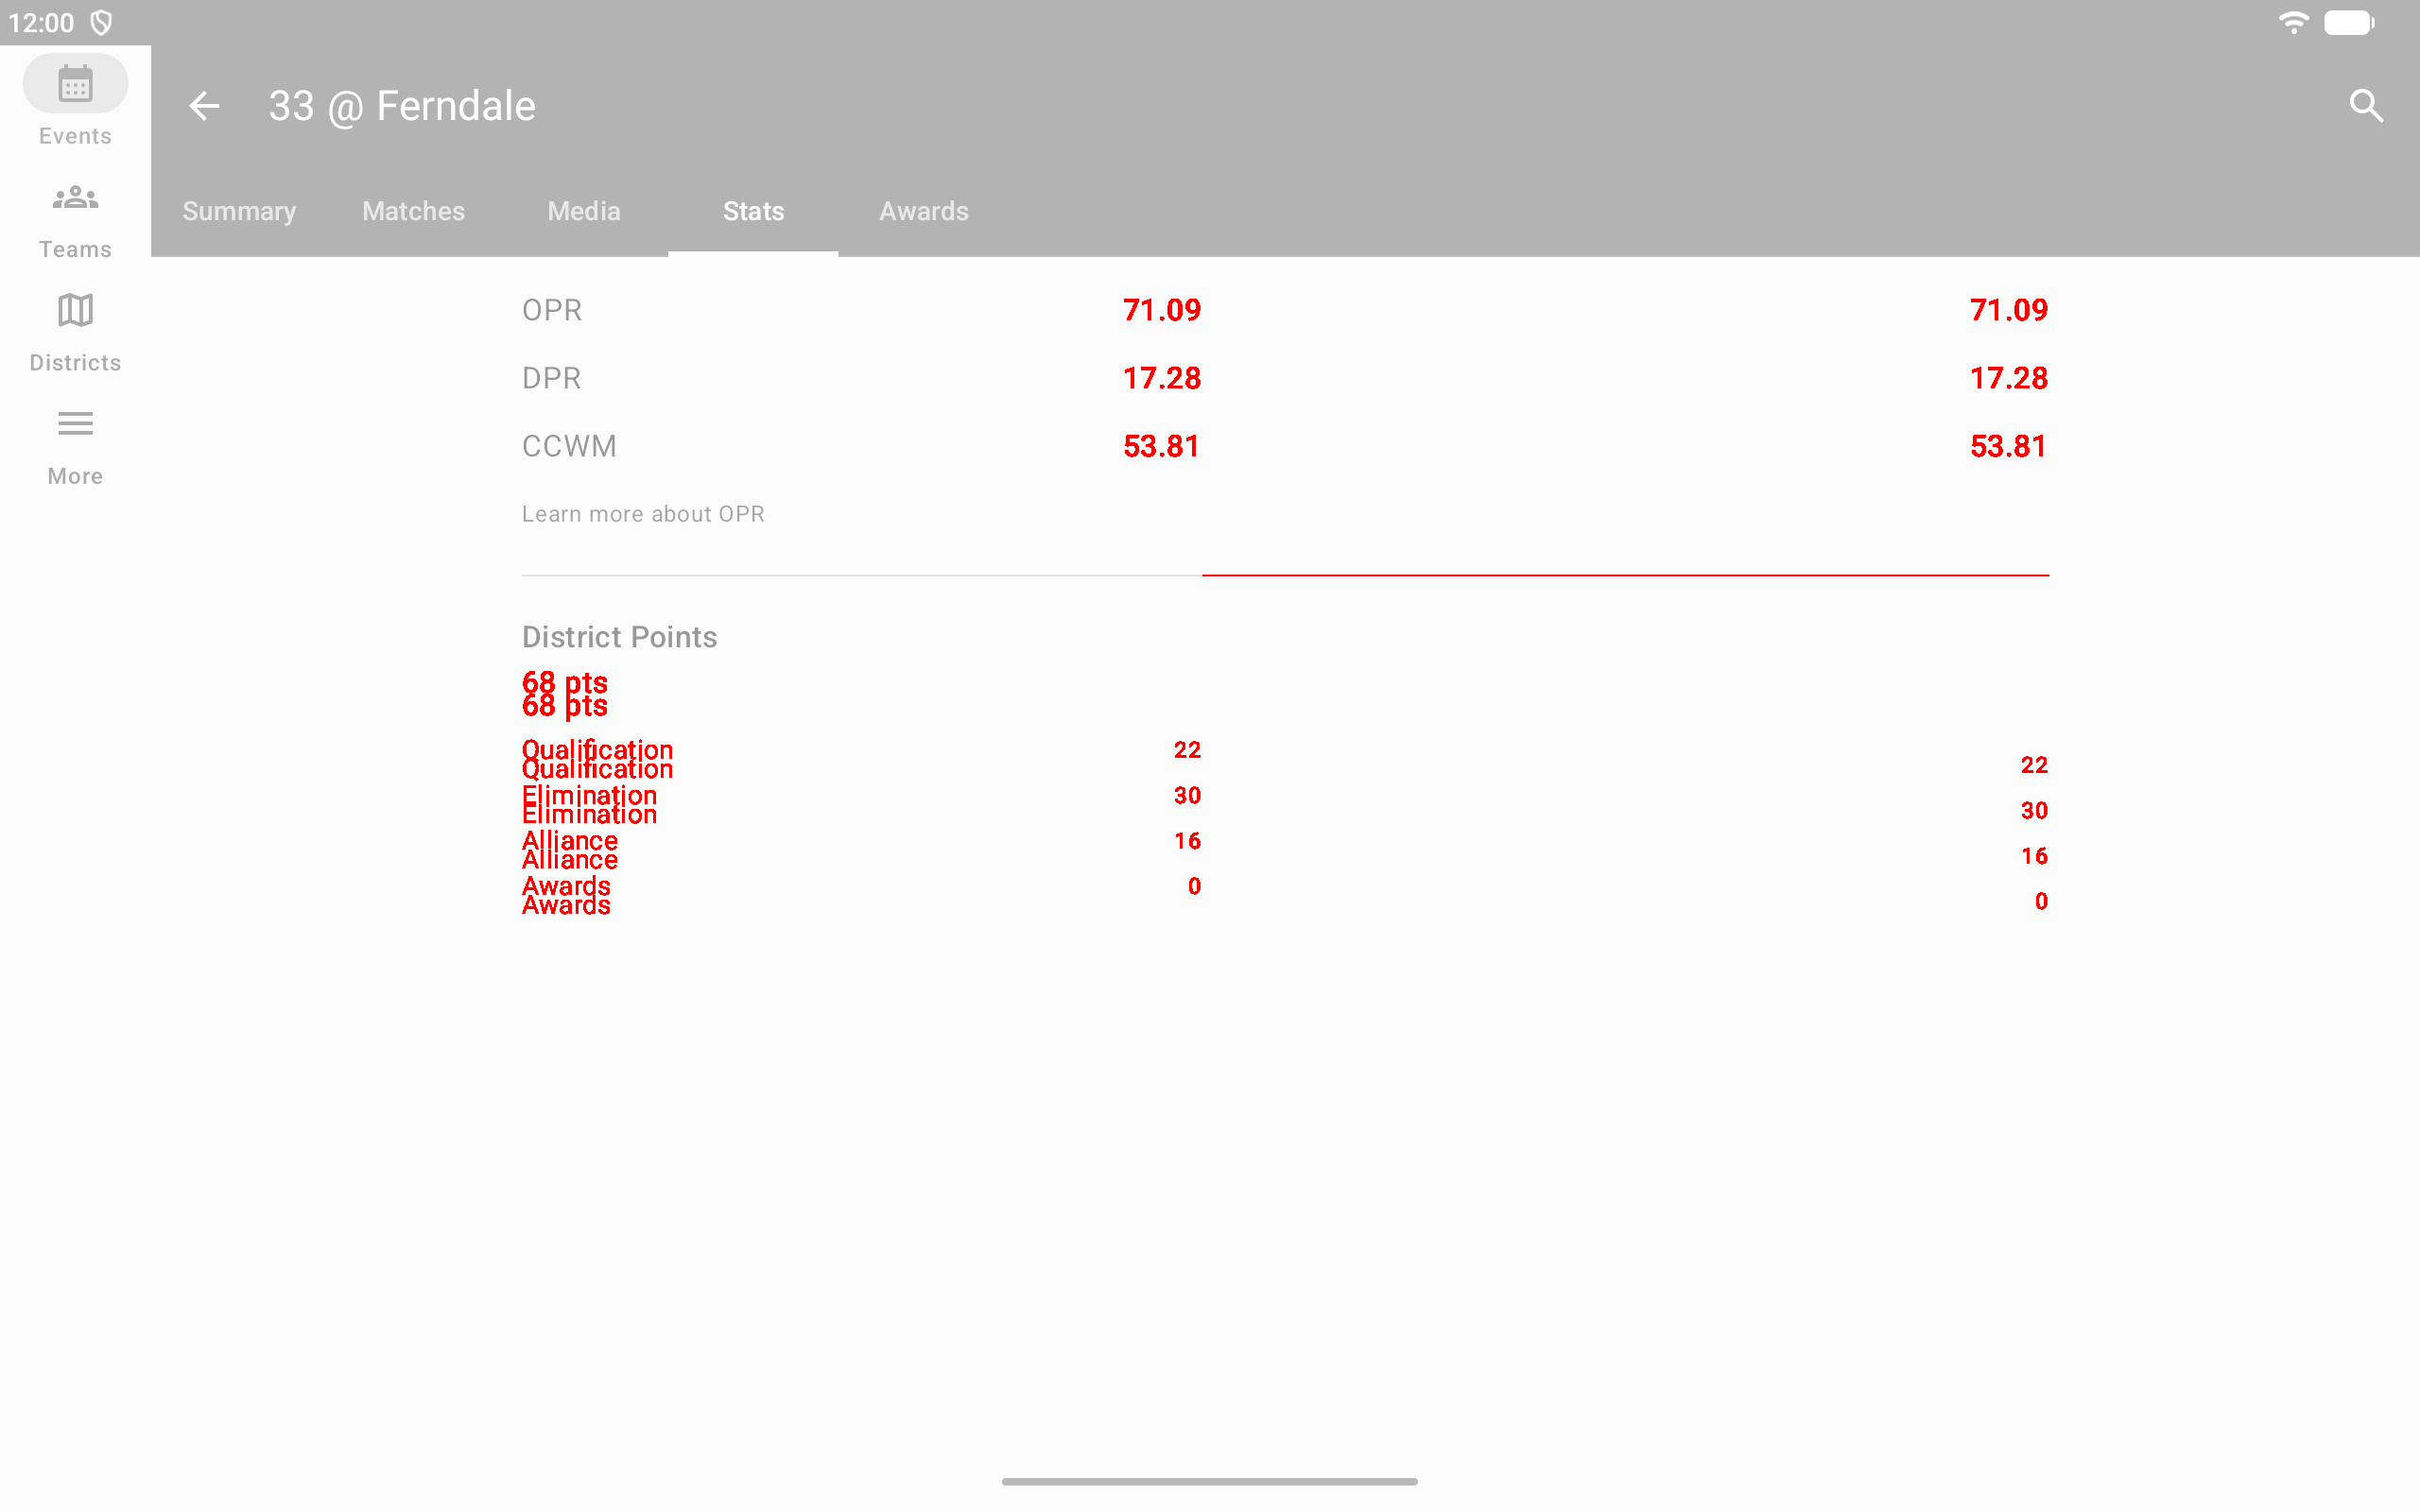 12:00
33 @ Ferndale
Events
Teams
Districts
More
Summary Matches Media Stats Awards
OPR 71.09 71.09
DPR 17.28 17.28
CCWM 53.81 53.81
Learn more about OPR
District Points
68 pts
68 pts
Qualification 22
Qualification 22
Elimination 30
Elimination 30
Alliance 16
Alliance 16
Awards 0
Awards 0